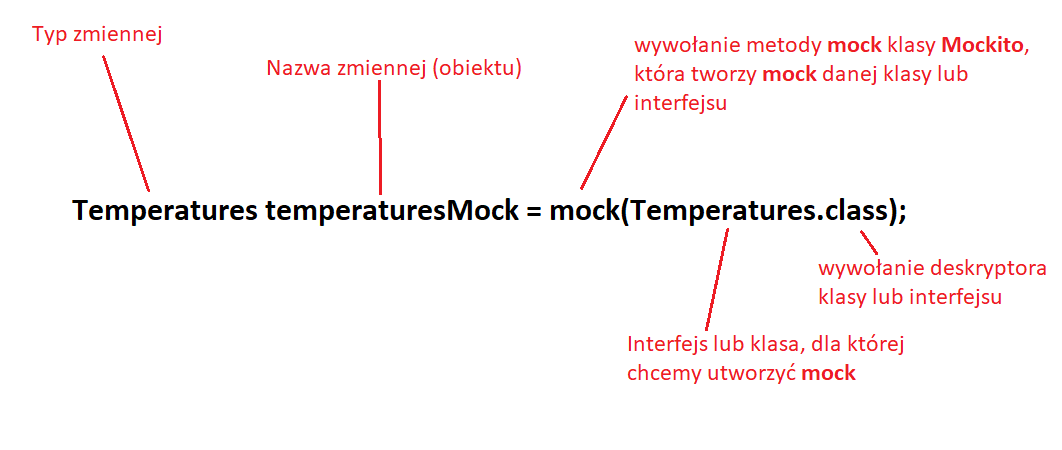 Typ zmiennej
Nazwa zmiennej (obiektu)
wywołanie metody mock klasy Mockito,
która tworzy mock danej klasy lub
interfejsu
Temperatures temperaturesMock = mock(Temperatures.class);
wywołanie deskryptora
klasy lub interfejsu
Interfejs lub klasa, dla której
chcemy utworzyć mock